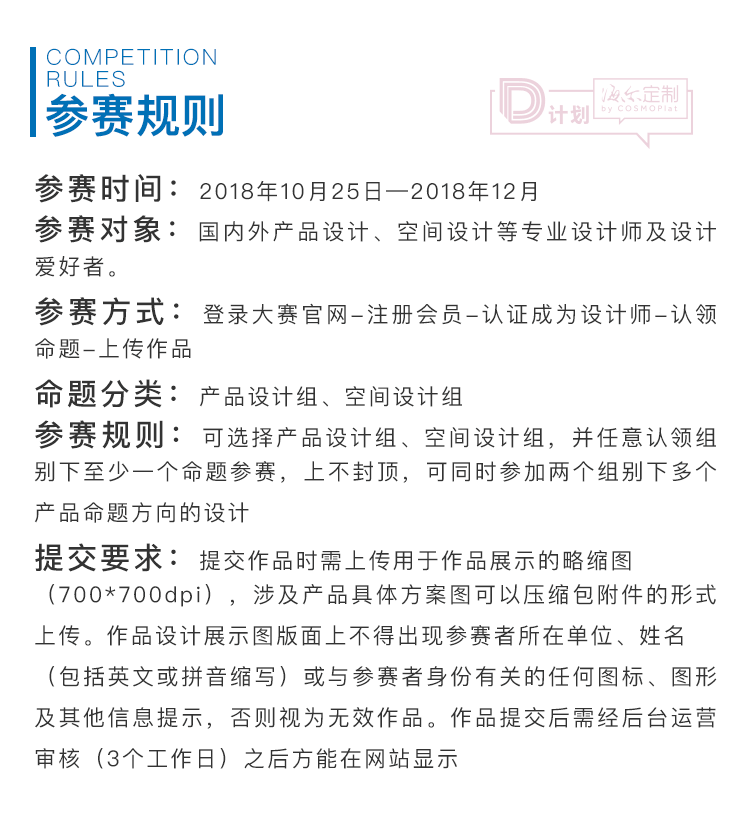 COMPETITION
RULES
参赛规则
D计划
海尔定制
by COSMOPlat
参赛时间：2018年10月25日—2018年12月
参赛对象：国内外产品设计、空间设计等专业设计师及设计
爱好者。
参赛方式：登录大赛官网–注册会员–认证成为设计师–认领
命题–上传作品
命题分类：产品设计组、空间设计组
参赛规则：可选择产品设计组、空间设计组，并任意认领组
别下至少一个命题参赛，上不封顶，可同时参加两个组别下多个
产品命题方向的设计
提交要求：提交作品时需上传用于作品展示的略缩图
（700*700dpi），涉及产品具体方案图可以压缩包附件的形式
上传。作品设计展示图版面上不得出现参赛者所在单位、姓名
（包括英文或拼音缩写）或与参赛者身份有关的任何图标、图形
及其他信息提示，否则视为无效作品。作品提交后需经后台运营
审核（3个工作日）之后方能在网站显示